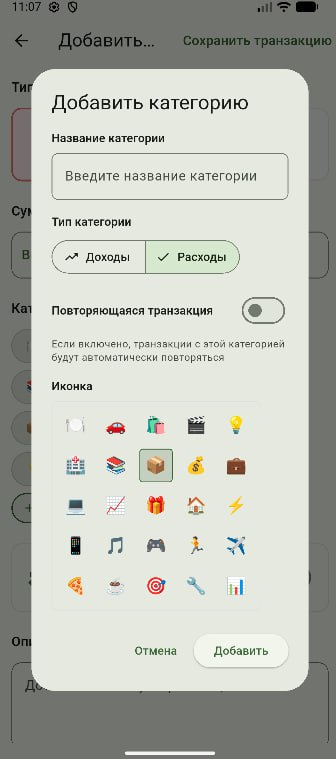 11:07
Добавить...
Сохранить транзакцию
Тип
Добавить категорию
Название категории
Введите название категории
Сум
Тип категории
В
Доходы
Расходы
Кат
Повторяющаяся транзакция
Если включено, транзакции с этой категорией
будут автоматически повторяться
Иконка
Отмена
Добавить
Опи
До